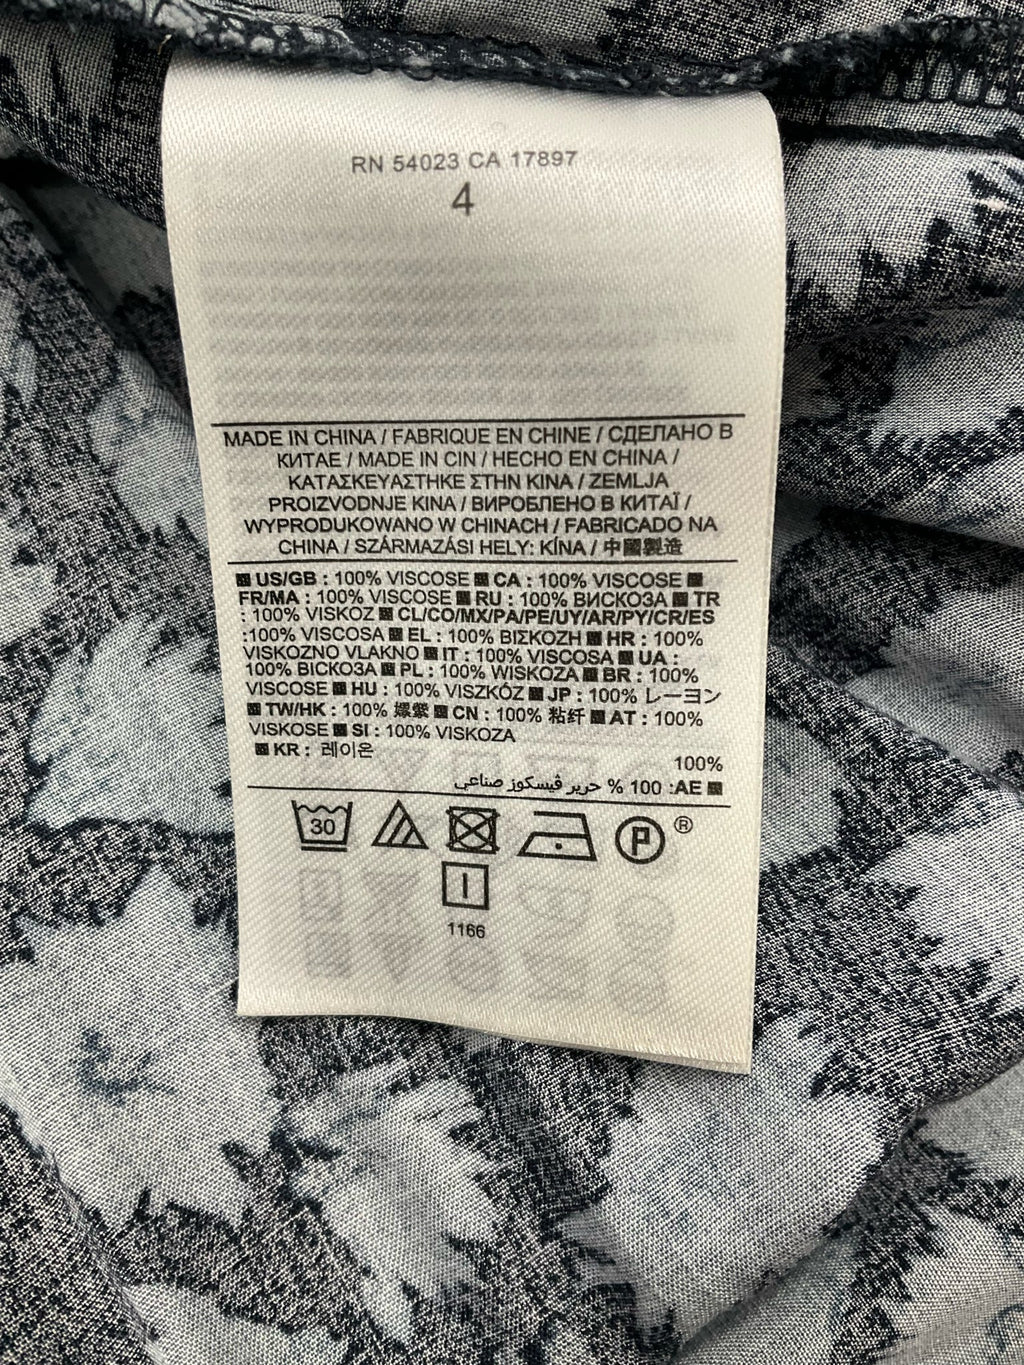 RN 54023 CA 17897
4
MADE IN CHINA / FABRIQUE EN CHINE / СДЕЛАНО В
КИТАЕ / MADE IN CIN / HECHO EN CHINA /
ΚΑΤΑΣΚΕΥΑΣΤΗΚΕ ΣΤΗΝ ΚΙΝΑ / ZEMLJA
PROIZVODNJE KINA / ВИРОБЛЕНО В КИТАЇ /
WYPRODUKOWANO W CHINACH / FABRICADO NA
CHINA / SZÁRMAZÁSI HELY: KÍNA / 中國製造
US/GB : 100% VISCOSE CA : 100% VISCOSE
FR/MA : 100% VISCOSE RU : 100% ВИСКОЗА TR
: 100% VISKOZ CL/CO/MX/PA/PE/UY/AR/PY/CR/ES
:100% VISCOSA EL : 100% ΒΙΣΚΟΖΗ HR : 100%
VISKOZNO VLAKNO IT : 100% VISCOSA UA :
100% ВІСКОЗА PL : 100% WISKOZA BR : 100%
VISCOSE HU : 100% VISZKÓZ JP : 100% レーヨン
TW/HK : 100% 嫘縈 CN : 100% 粘纤 AT : 100%
VISKOSE SI : 100% VISKOZA
KR : 레이온
100%
AE: 100 % حرير ڤيسكوز صناعي
30 P ®
1166